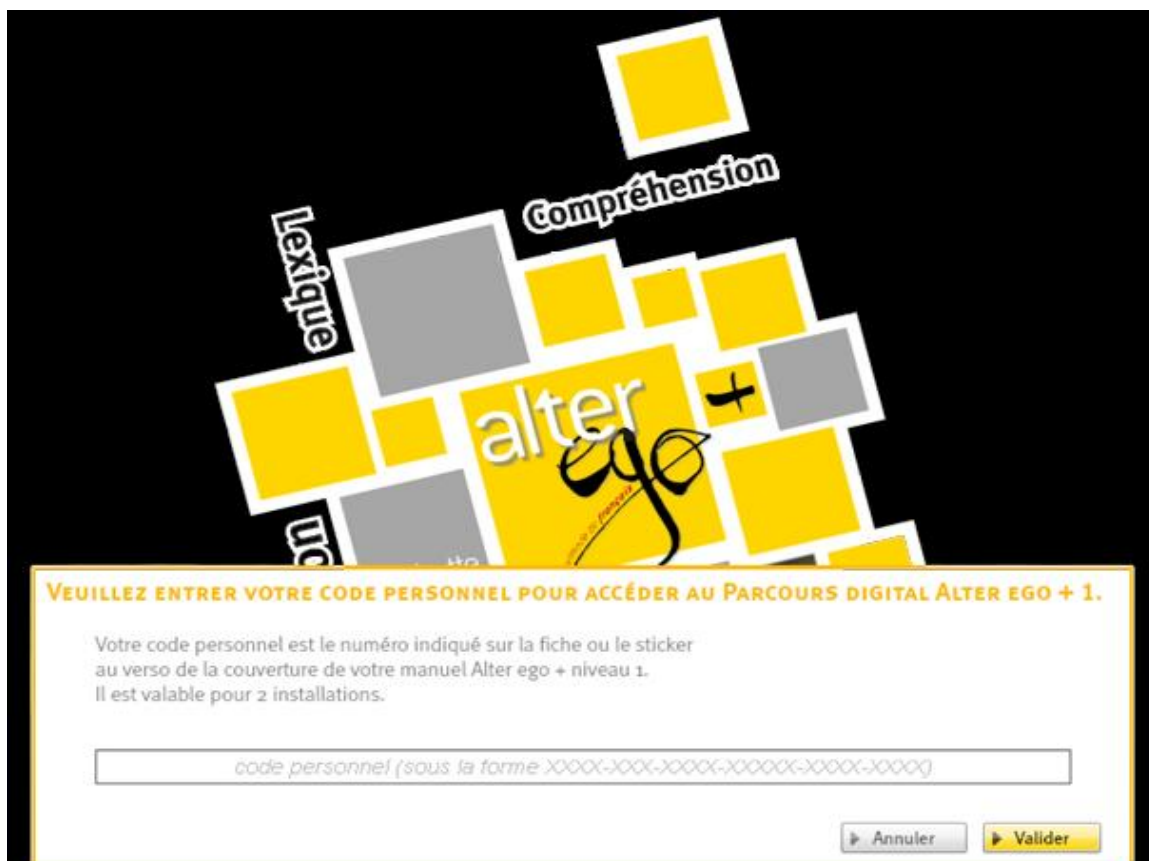 Compréhension
Lexique
alter
+
ego
on
VEUILLEZ ENTRER VOTRE CODE PERSONNEL POUR ACCÉDER AU PARCOURS DIGITAL ALTER EGO + 1.
Votre code personnel est le numéro indiqué sur la fiche ou le sticker
au verso de la couverture de votre manuel Alter ego + niveau 1.
Il est valable pour 2 installations.
code personnel (sous la forme XXXX-XXX-XXXX-XXXXX-XXXX-XXXX)
Annuler
Valider